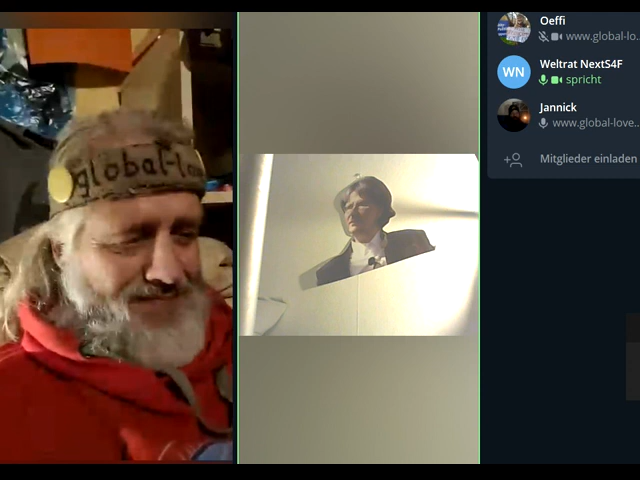 global-lo
Oeffi
www.global-lo...
WN
Weltrat NextS4F
spricht
Jannick
www.global-love...
Mitglieder einladen